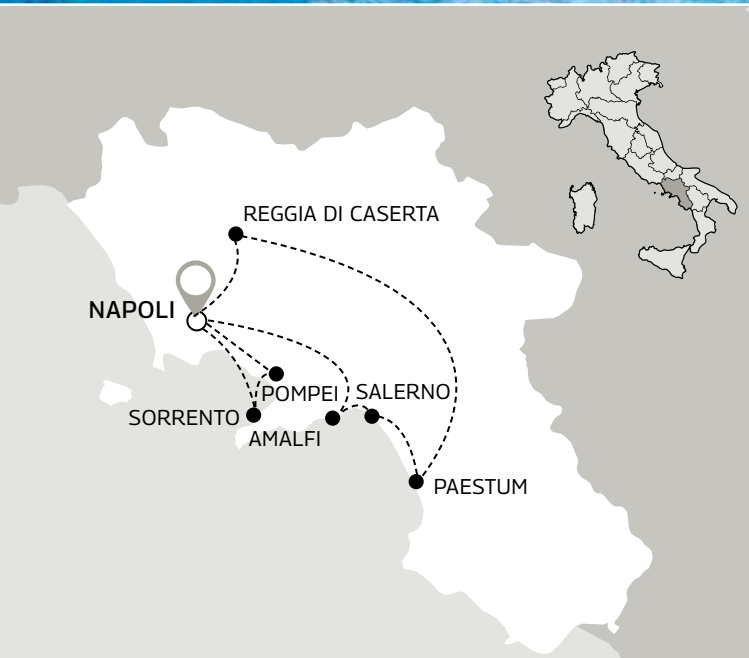 REGGIA DI CASERTA
NAPOLI
POMPEI
SALERNO
SORRENTO
AMALFI
PAESTUM